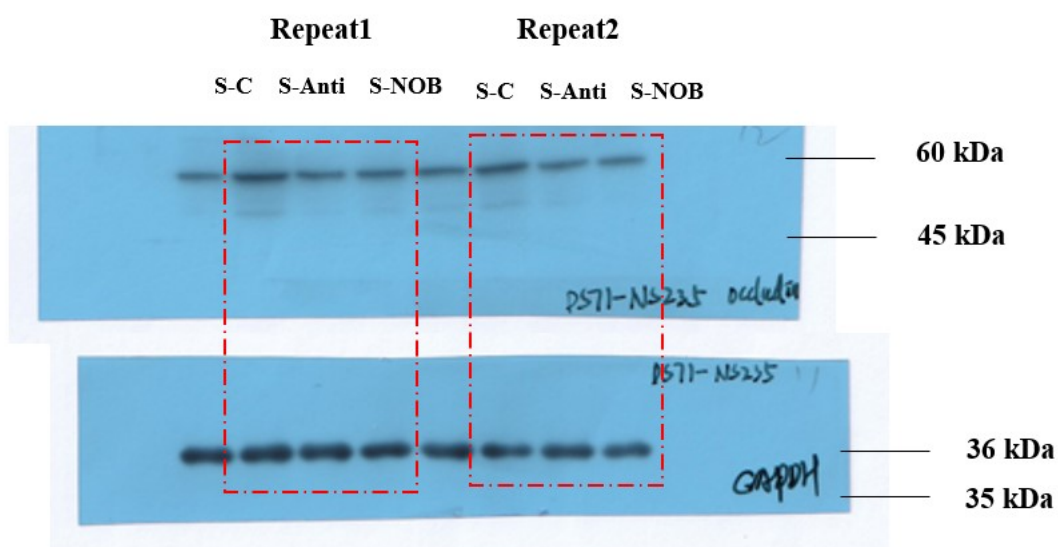 Repeat1 Repeat2
S-C S-Anti S-NOB S-C S-Anti S-NOB
60 kDa
45 kDa
DS71-NS235 occludin
DS71-NS235
36 kDa
GAPDH
35 kDa